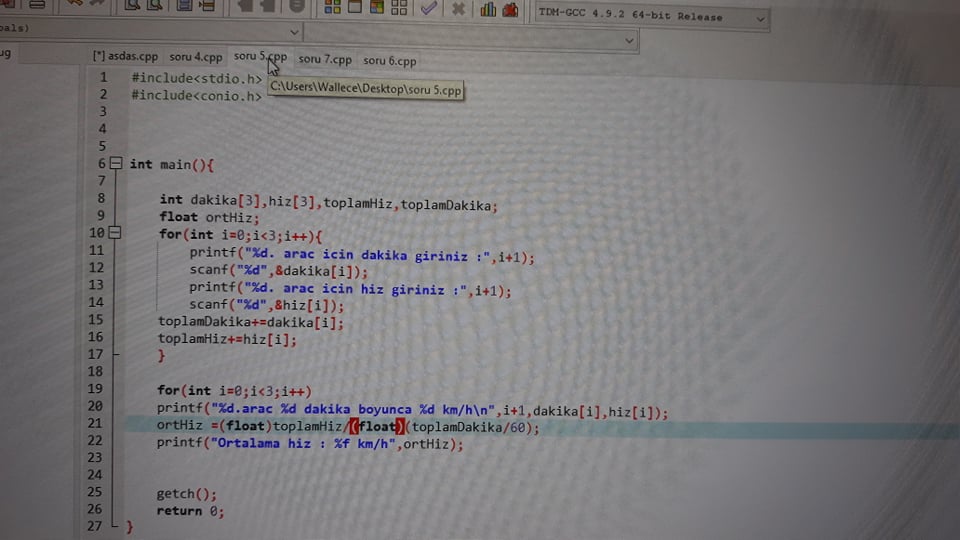 TDM-GCC 4.9.2 64-bit Release
[*] asdas.cpp soru 4.cpp soru 5.cpp soru 7.cpp soru 6.cpp
C:\Users\Wallece\Desktop\soru 5.cpp
1 #include<stdio.h>
2 #include<conio.h>
3
4
5
6 int main(){
7
8 int dakika[3],hiz[3],toplamHiz,toplamDakika;
9 float ortHiz;
10 for(int i=0;i<3;i++){
11 printf("%d. arac icin dakika giriniz :",i+1);
12 scanf("%d",&dakika[i]);
13 printf("%d. arac icin hiz giriniz :",i+1);
14 scanf("%d",&hiz[i]);
15 toplamDakika+=dakika[i];
16 toplamHiz+=hiz[i];
17 }
18
19 for(int i=0;i<3;i++)
20 printf("%d.arac %d dakika boyunca %d km/h\n",i+1,dakika[i],hiz[i]);
21 ortHiz =(float)toplamHiz/(float)(toplamDakika/60);
22 printf("Ortalama hiz : %f km/h",ortHiz);
23
24
25 getch();
26 return 0;
27 }